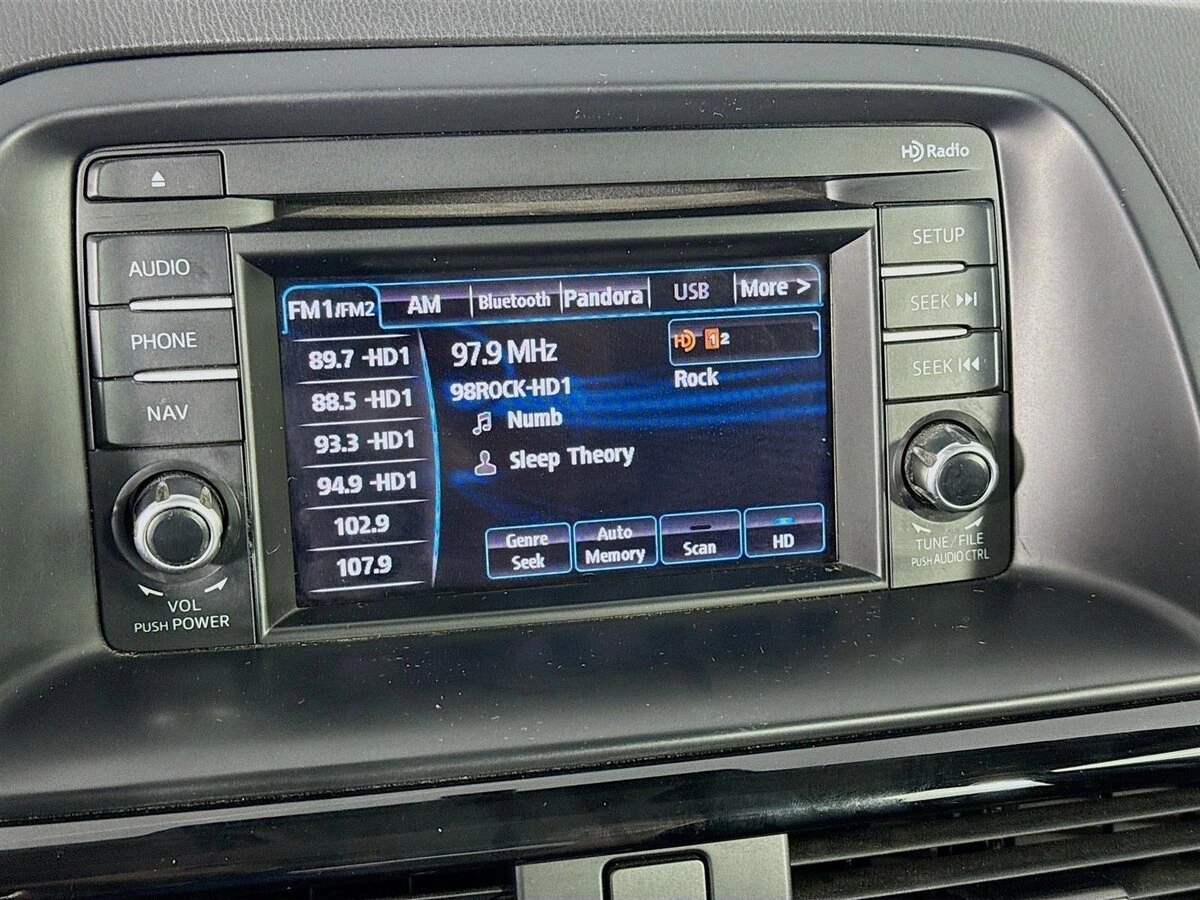 HD Radio
AUDIO
PHONE
NAV
VOL
PUSH POWER
FM1/FM2
AM
Bluetooth
Pandora
USB
More >
89.7 -HD1
88.5 -HD1
93.3 -HD1
94.9 -HD1
102.9
107.9
97.9 MHz
98ROCK-HD1
Numb
Sleep Theory
HD 1 2
Rock
Genre
Seek
Auto
Memory
Scan
HD
SETUP
SEEK
SEEK
TUNE/FILE
PUSH AUDIO CTRL